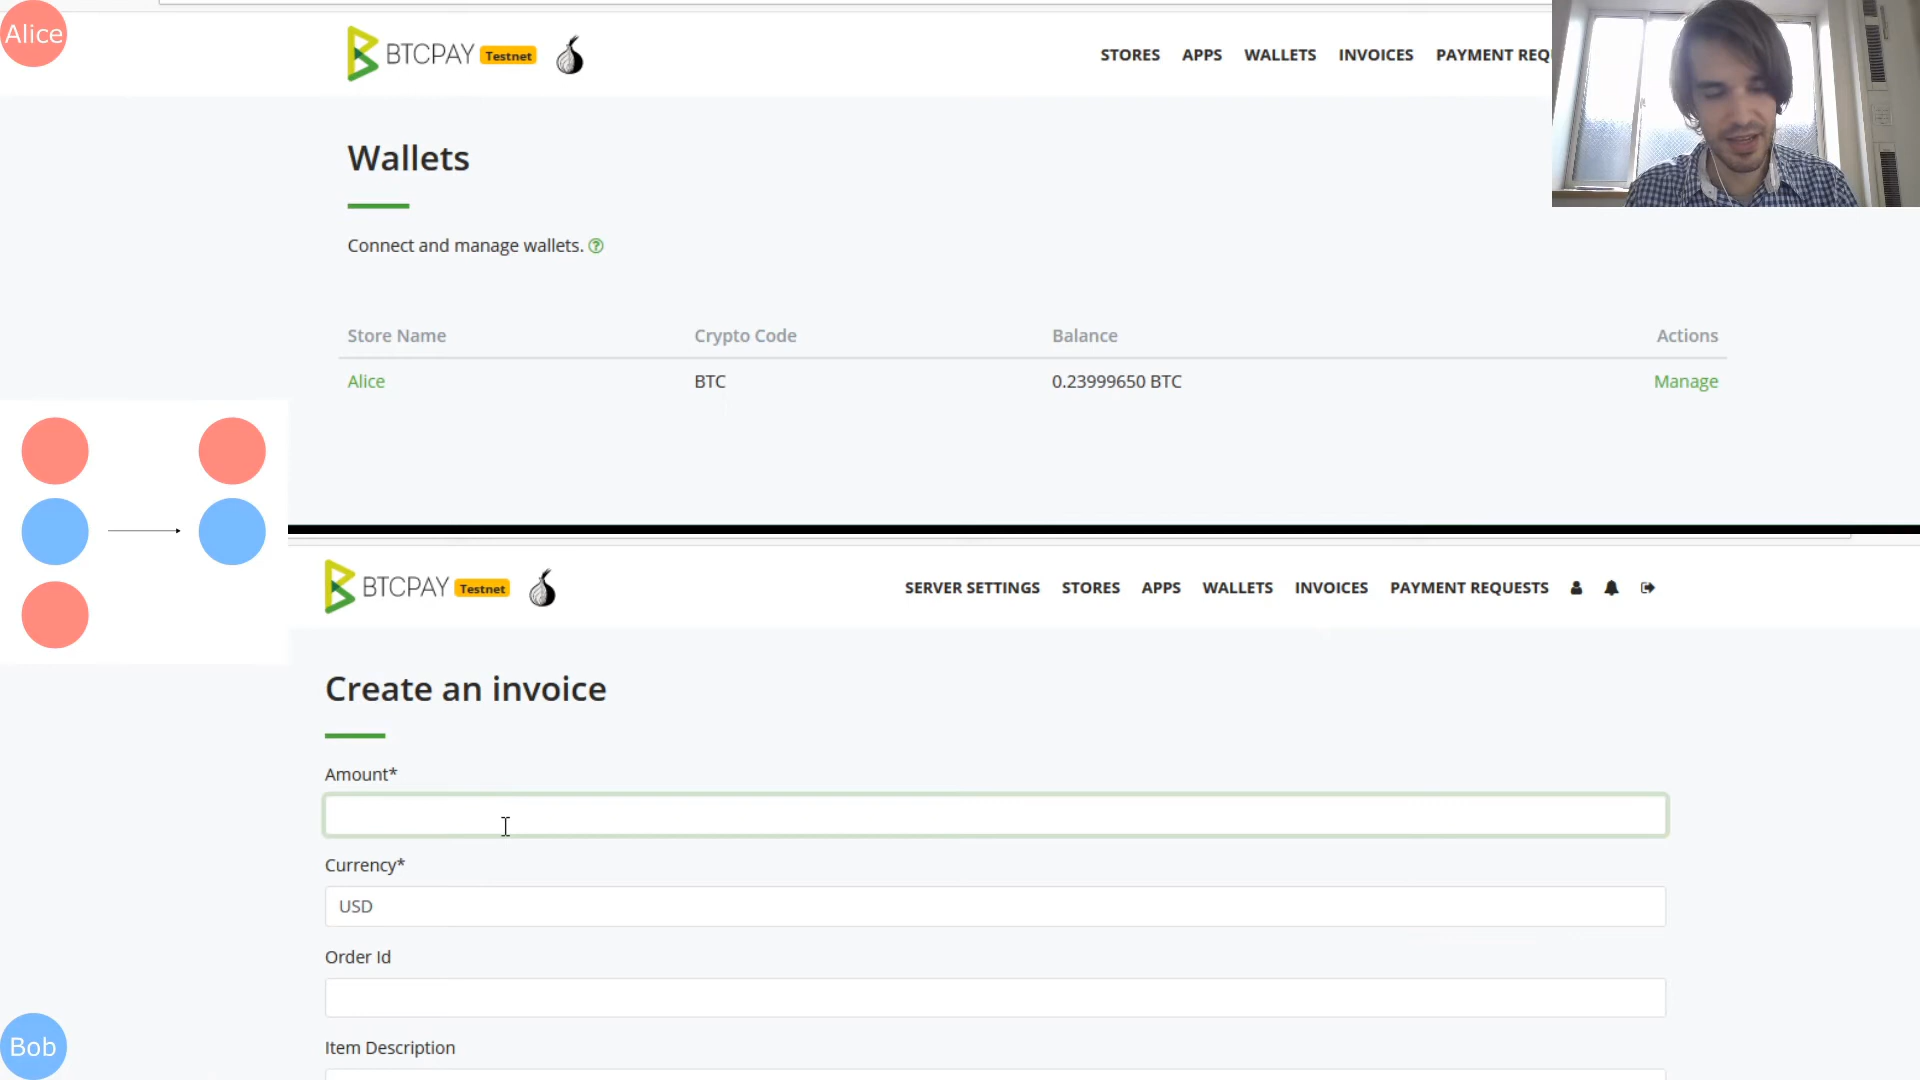 Alice
BTCPAY Testnet
STORES APPS WALLETS INVOICES PAYMENT REQ
Wallets
Connect and manage wallets.
Store Name Crypto Code Balance Actions
Alice BTC 0.23999650 BTC Manage
BTCPAY Testnet
SERVER SETTINGS STORES APPS WALLETS INVOICES PAYMENT REQUESTS
Create an invoice
Amount*
Currency*
USD
Order Id
Item Description
Bob